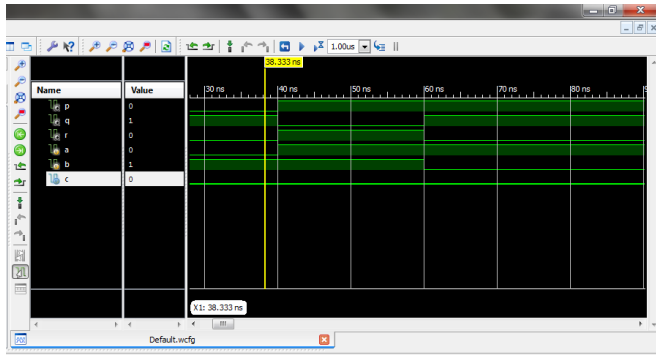 1.00us
38.333 ns
Name Value
30 ns 40 ns 50 ns 60 ns 70 ns 80 ns 9
p 0
q 1
r 0
a 0
b 1
c 0
X1: 38.333 ns
Default.wcfg